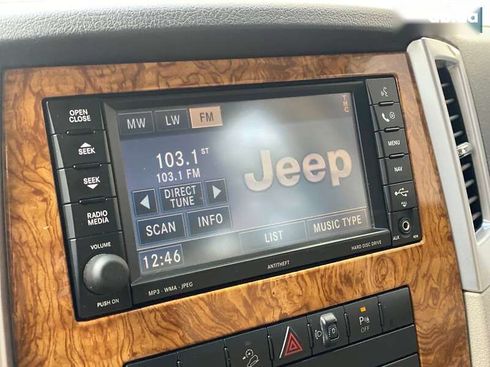 OPEN
CLOSE
SEEK
SEEK
RADIO
MEDIA
VOLUME
PUSH ON
MW LW FM
TMC
103.1 ST
103.1 FM
Jeep
DIRECT
TUNE
SCAN INFO
LIST MUSIC TYPE
12:46
MENU
NAV
AUX
MP3 - WMA - JPEG
ANTITHEFT
HARD DISC DRIVE
OFF